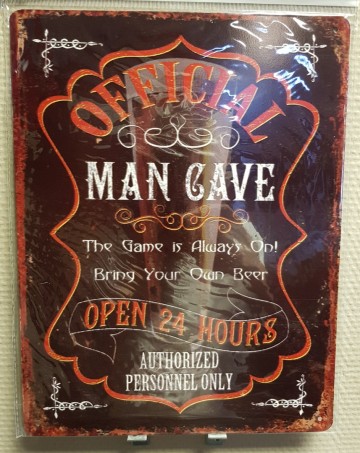 OFFICIAL
MAN CAVE
The Game is Always On!
Bring Your Own Beer
OPEN 24 HOURS
AUTHORIZED
PERSONNEL ONLY